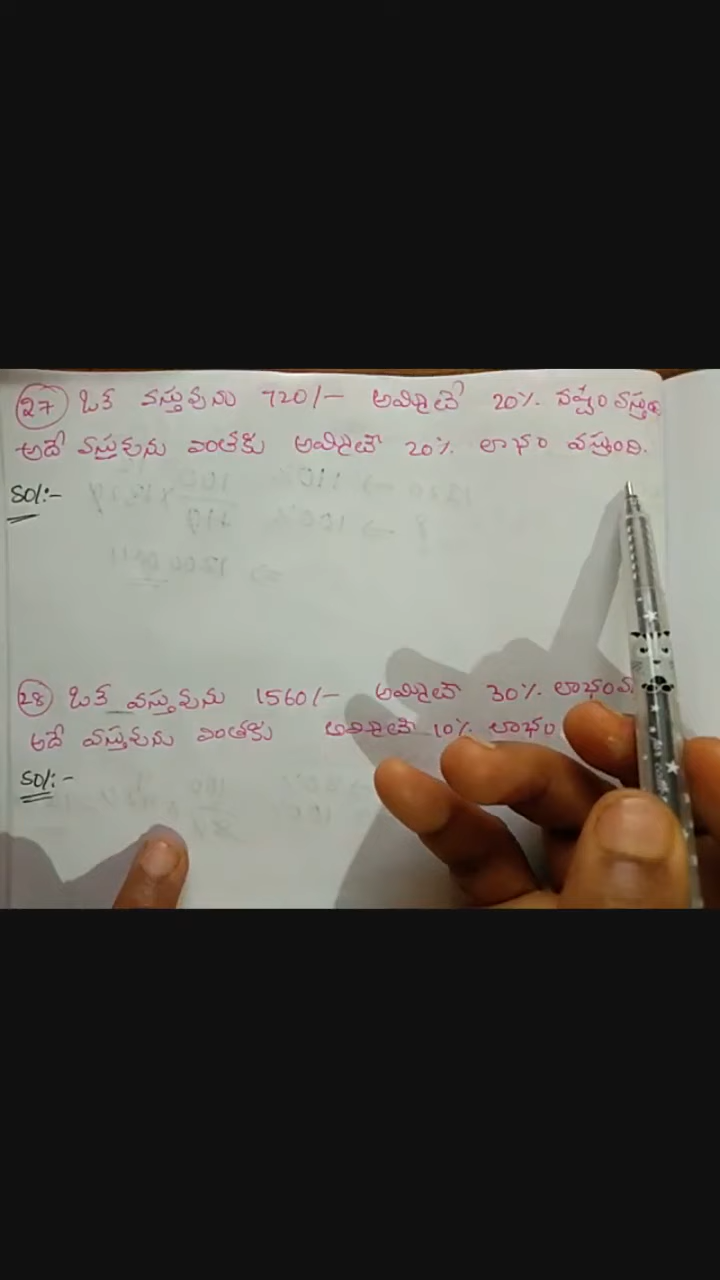 27 ఒక వస్తువును 720/- అమ్మితే 20% నష్టం
అదే వస్తువును ఎంతకు అమ్మితే 20% లాభం వస్తుంది.
Sol:-
28 ఒక వస్తువును 1560/- అమ్మితే 30% లాభం
అదే వస్తువును ఎంతకు అమ్మితే 10% లాభం
Sol:-